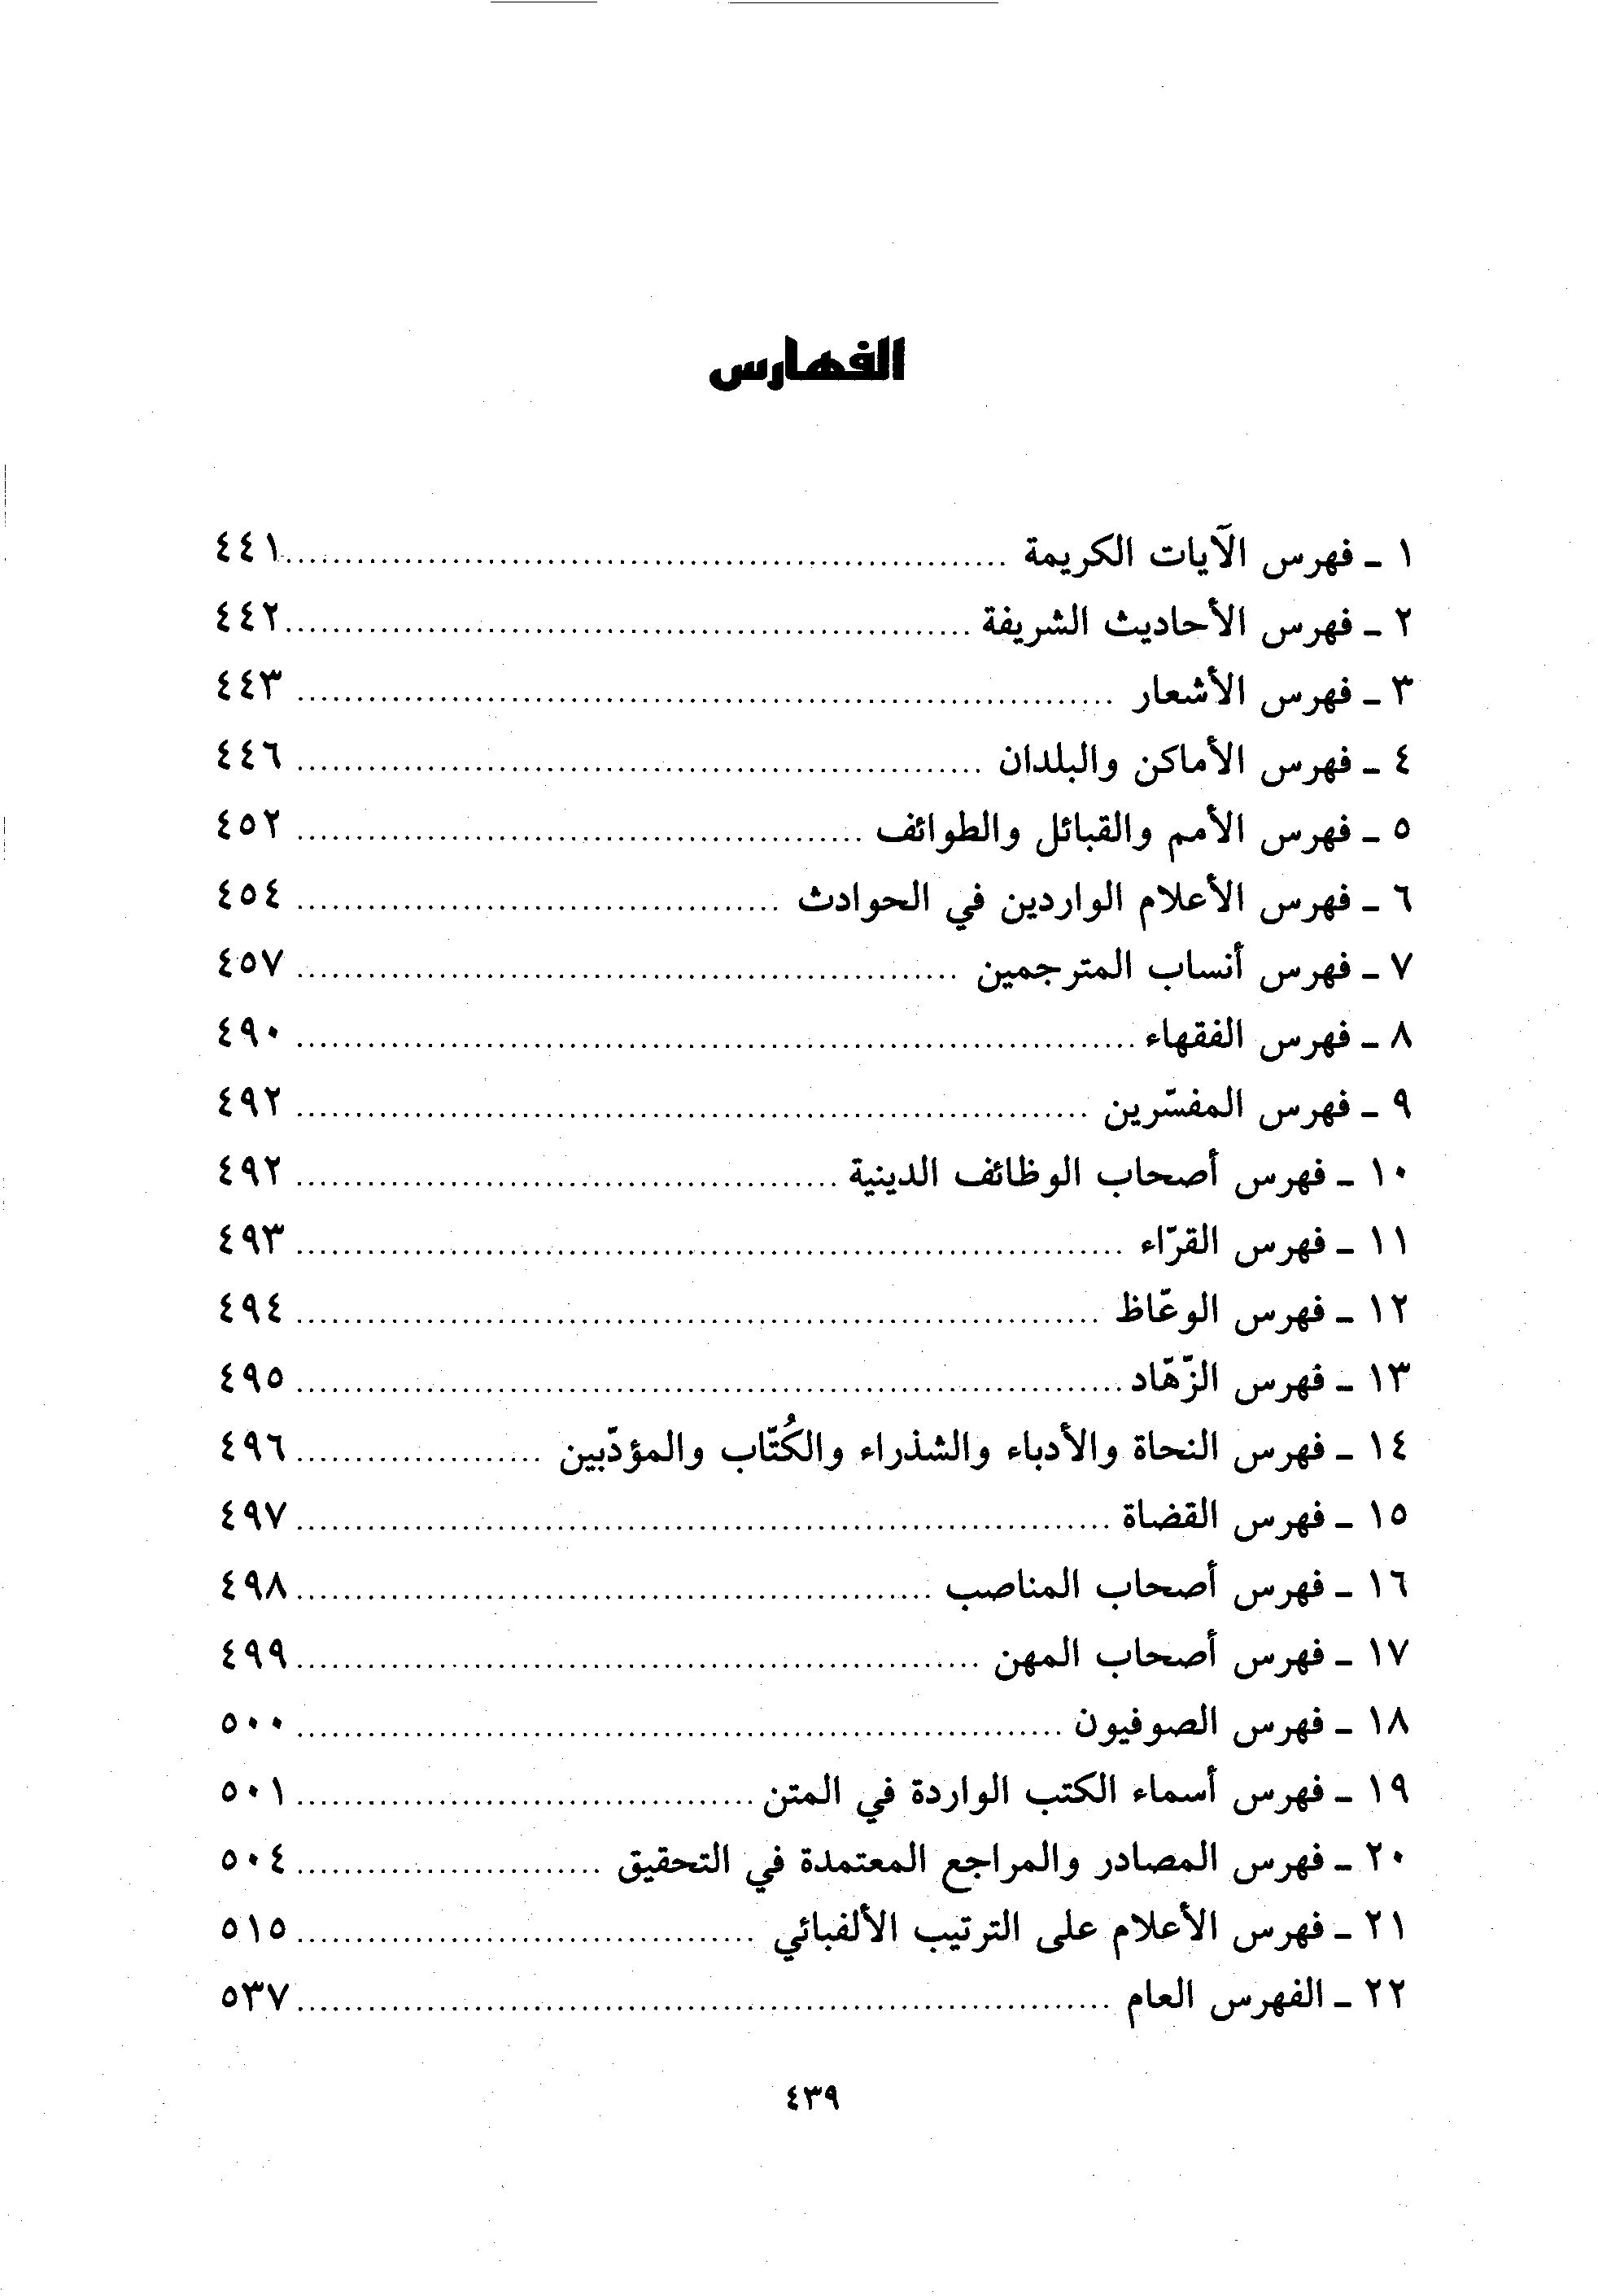 الفهارس
١ ـ فهرس الآيات الكريمة ........ ٤٤١
٢ ـ فهرس الأحاديث الشريفة ........ ٤٤٢
٣ ـ فهرس الأشعار ........ ٤٤٣
٤ ـ فهرس الأماكن والبلدان ........ ٤٤٦
٥ ـ فهرس الأمم والقبائل والطوائف ........ ٤٥٢
٦ ـ فهرس الأعلام الواردين في الحوادث ........ ٤٥٤
٧ ـ فهرس أنساب المترجمين ........ ٤٥٧
٨ ـ فهرس الفقهاء ........ ٤٩٠
٩ ـ فهرس المفسّرين ........ ٤٩٢
١٠ ـ فهرس أصحاب الوظائف الدينية ........ ٤٩٢
١١ ـ فهرس القرّاء ........ ٤٩٣
١٢ ـ فهرس الوعّاظ ........ ٤٩٤
١٣ ـ فهرس الزّهّاد ........ ٤٩٥
١٤ ـ فهرس النحاة والأدباء والشذراء والكُتّاب والمؤدّبين ........ ٤٩٦
١٥ ـ فهرس القضاة ........ ٤٩٧
١٦ ـ فهرس أصحاب المناصب ........ ٤٩٨
١٧ ـ فهرس أصحاب المهن ........ ٤٩٩
١٨ ـ فهرس الصوفيون ........ ٥٠٠
١٩ ـ فهرس أسماء الكتب الواردة في المتن ........ ٥٠١
٢٠ ـ فهرس المصادر والمراجع المعتمدة في التحقيق ........ ٥٠٤
٢١ ـ فهرس الأعلام على الترتيب الألفبائي ........ ٥١٥
٢٢ ـ الفهرس العام ........ ٥٣٧
٤٣٩